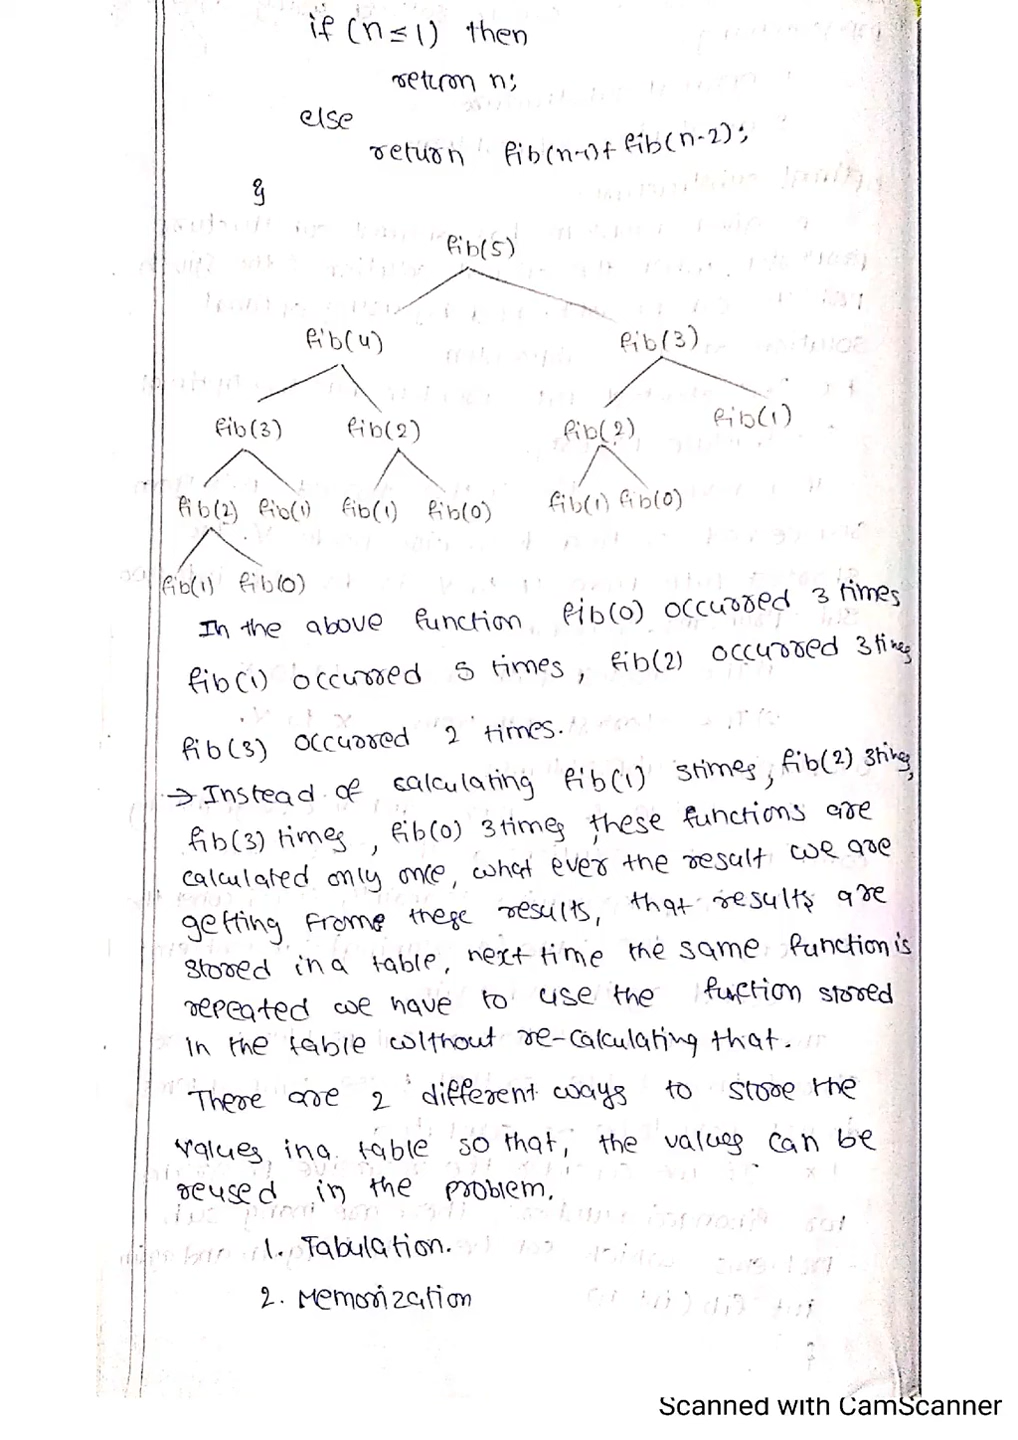 if (n ≤ 1) then
return n;
else
return fib(n-1)+ fib(n-2);
}
fib(5)
fib(4) fib(3)
fib(3) fib(2) fib(2) fib(1)
fib(2) fib(1) fib(1) fib(0) fib(1) fib(0)
fib(1) fib(0)
In the above function fib(0) occurred 3 times
fib(1) occurred 5 times, fib(2) occurred 3 times
fib(3) occurred 2 times.
→ Instead of calculating fib(1) 5times, fib(2) 3times,
fib(3) times, fib(0) 3times these functions are
calculated only once, what ever the result we are
getting frome these results, that results are
stored in a table, next time the same function is
repeated we have to use the fuction stored
in the table without re-calculating that.
There are 2 different ways to store the
values in a table so that, the values can be
reused in the problem.
1. Tabulation.
2. Memorization
Scanned with CamScanner